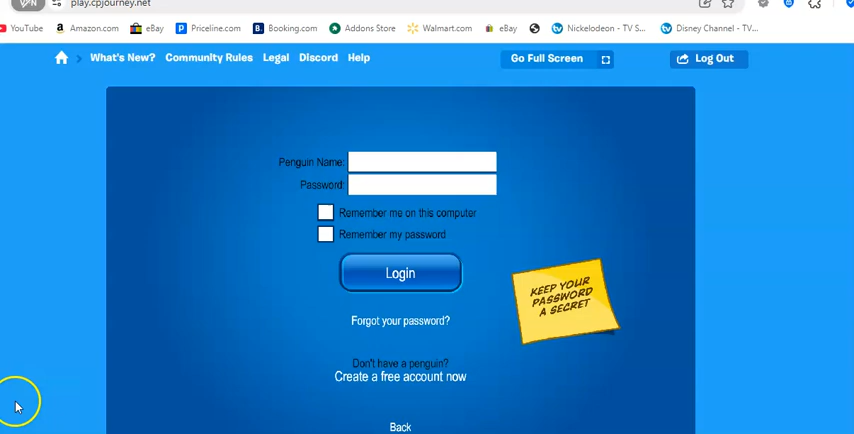 VPN play.cpjourney.net
YouTube Amazon.com eBay Priceline.com Booking.com Addons Store Walmart.com eBay Nickelodeon - TV S... Disney Channel - TV...
What's New? Community Rules Legal Discord Help Go Full Screen Log Out
Penguin Name:
Password:
Remember me on this computer
Remember my password
Login
KEEP YOUR
PASSWORD
A SECRET
Forgot your password?
Don't have a penguin?
Create a free account now
Back